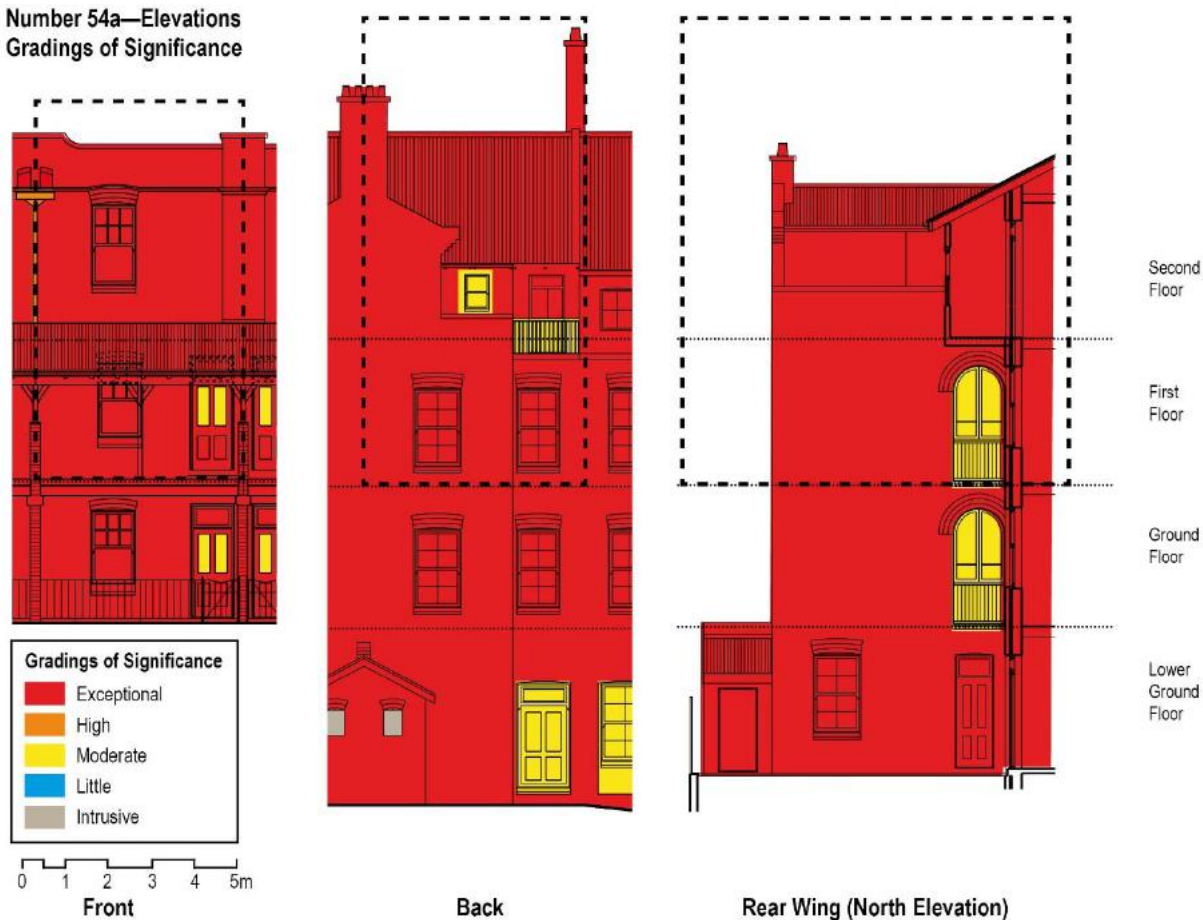 Number 54a—Elevations
Gradings of Significance
Second
Floor
First
Floor
Ground
Floor
Lower
Ground
Floor
Gradings of Significance
Exceptional
High
Moderate
Little
Intrusive
0 1 2 3 4 5m
Front
Back
Rear Wing (North Elevation)